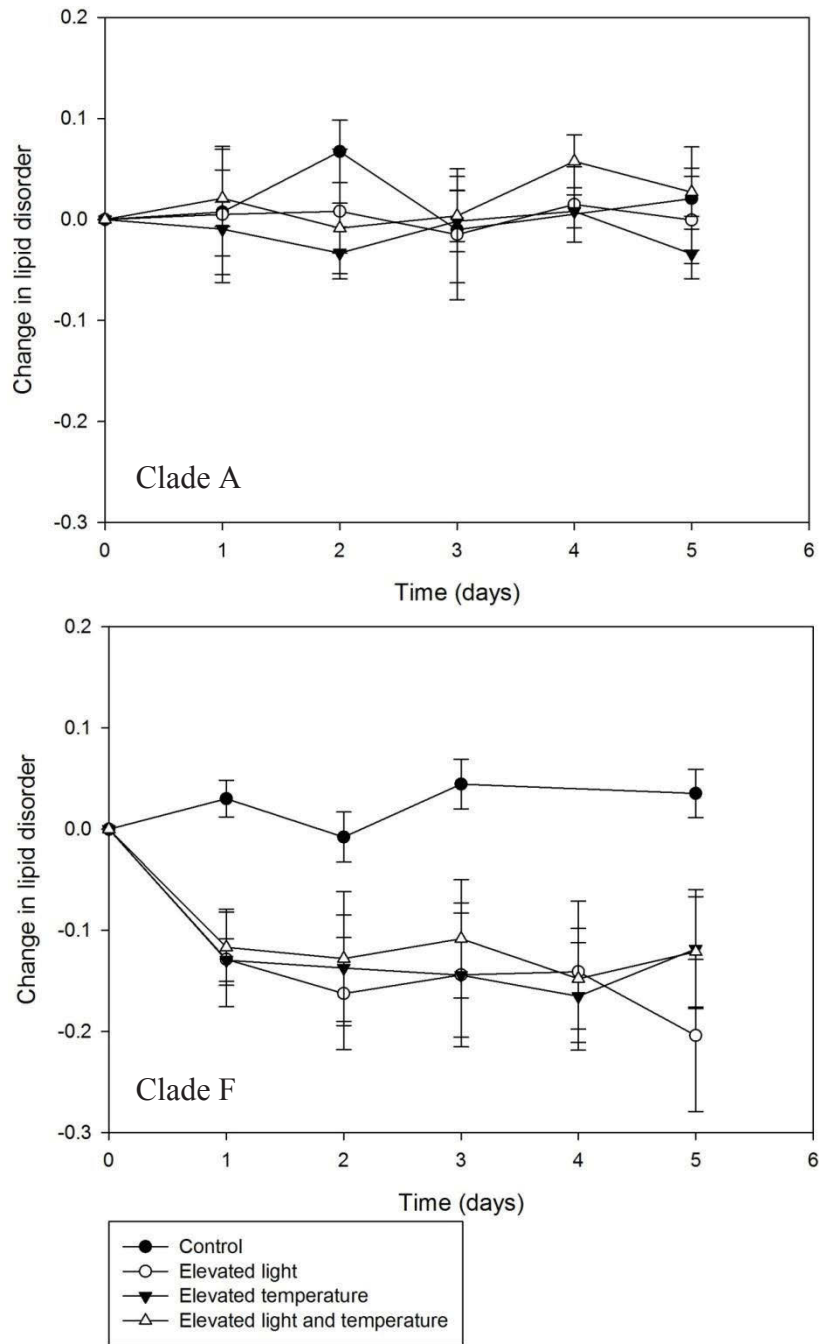 0.2
0.1
0.0
-0.1
-0.2
-0.3
Change in lipid disorder
Clade A
0 1 2 3 4 5 6
Time (days)
0.2
0.1
0.0
-0.1
-0.2
-0.3
Change in lipid disorder
Clade F
0 1 2 3 4 5 6
Time (days)
Control
Elevated light
Elevated temperature
Elevated light and temperature